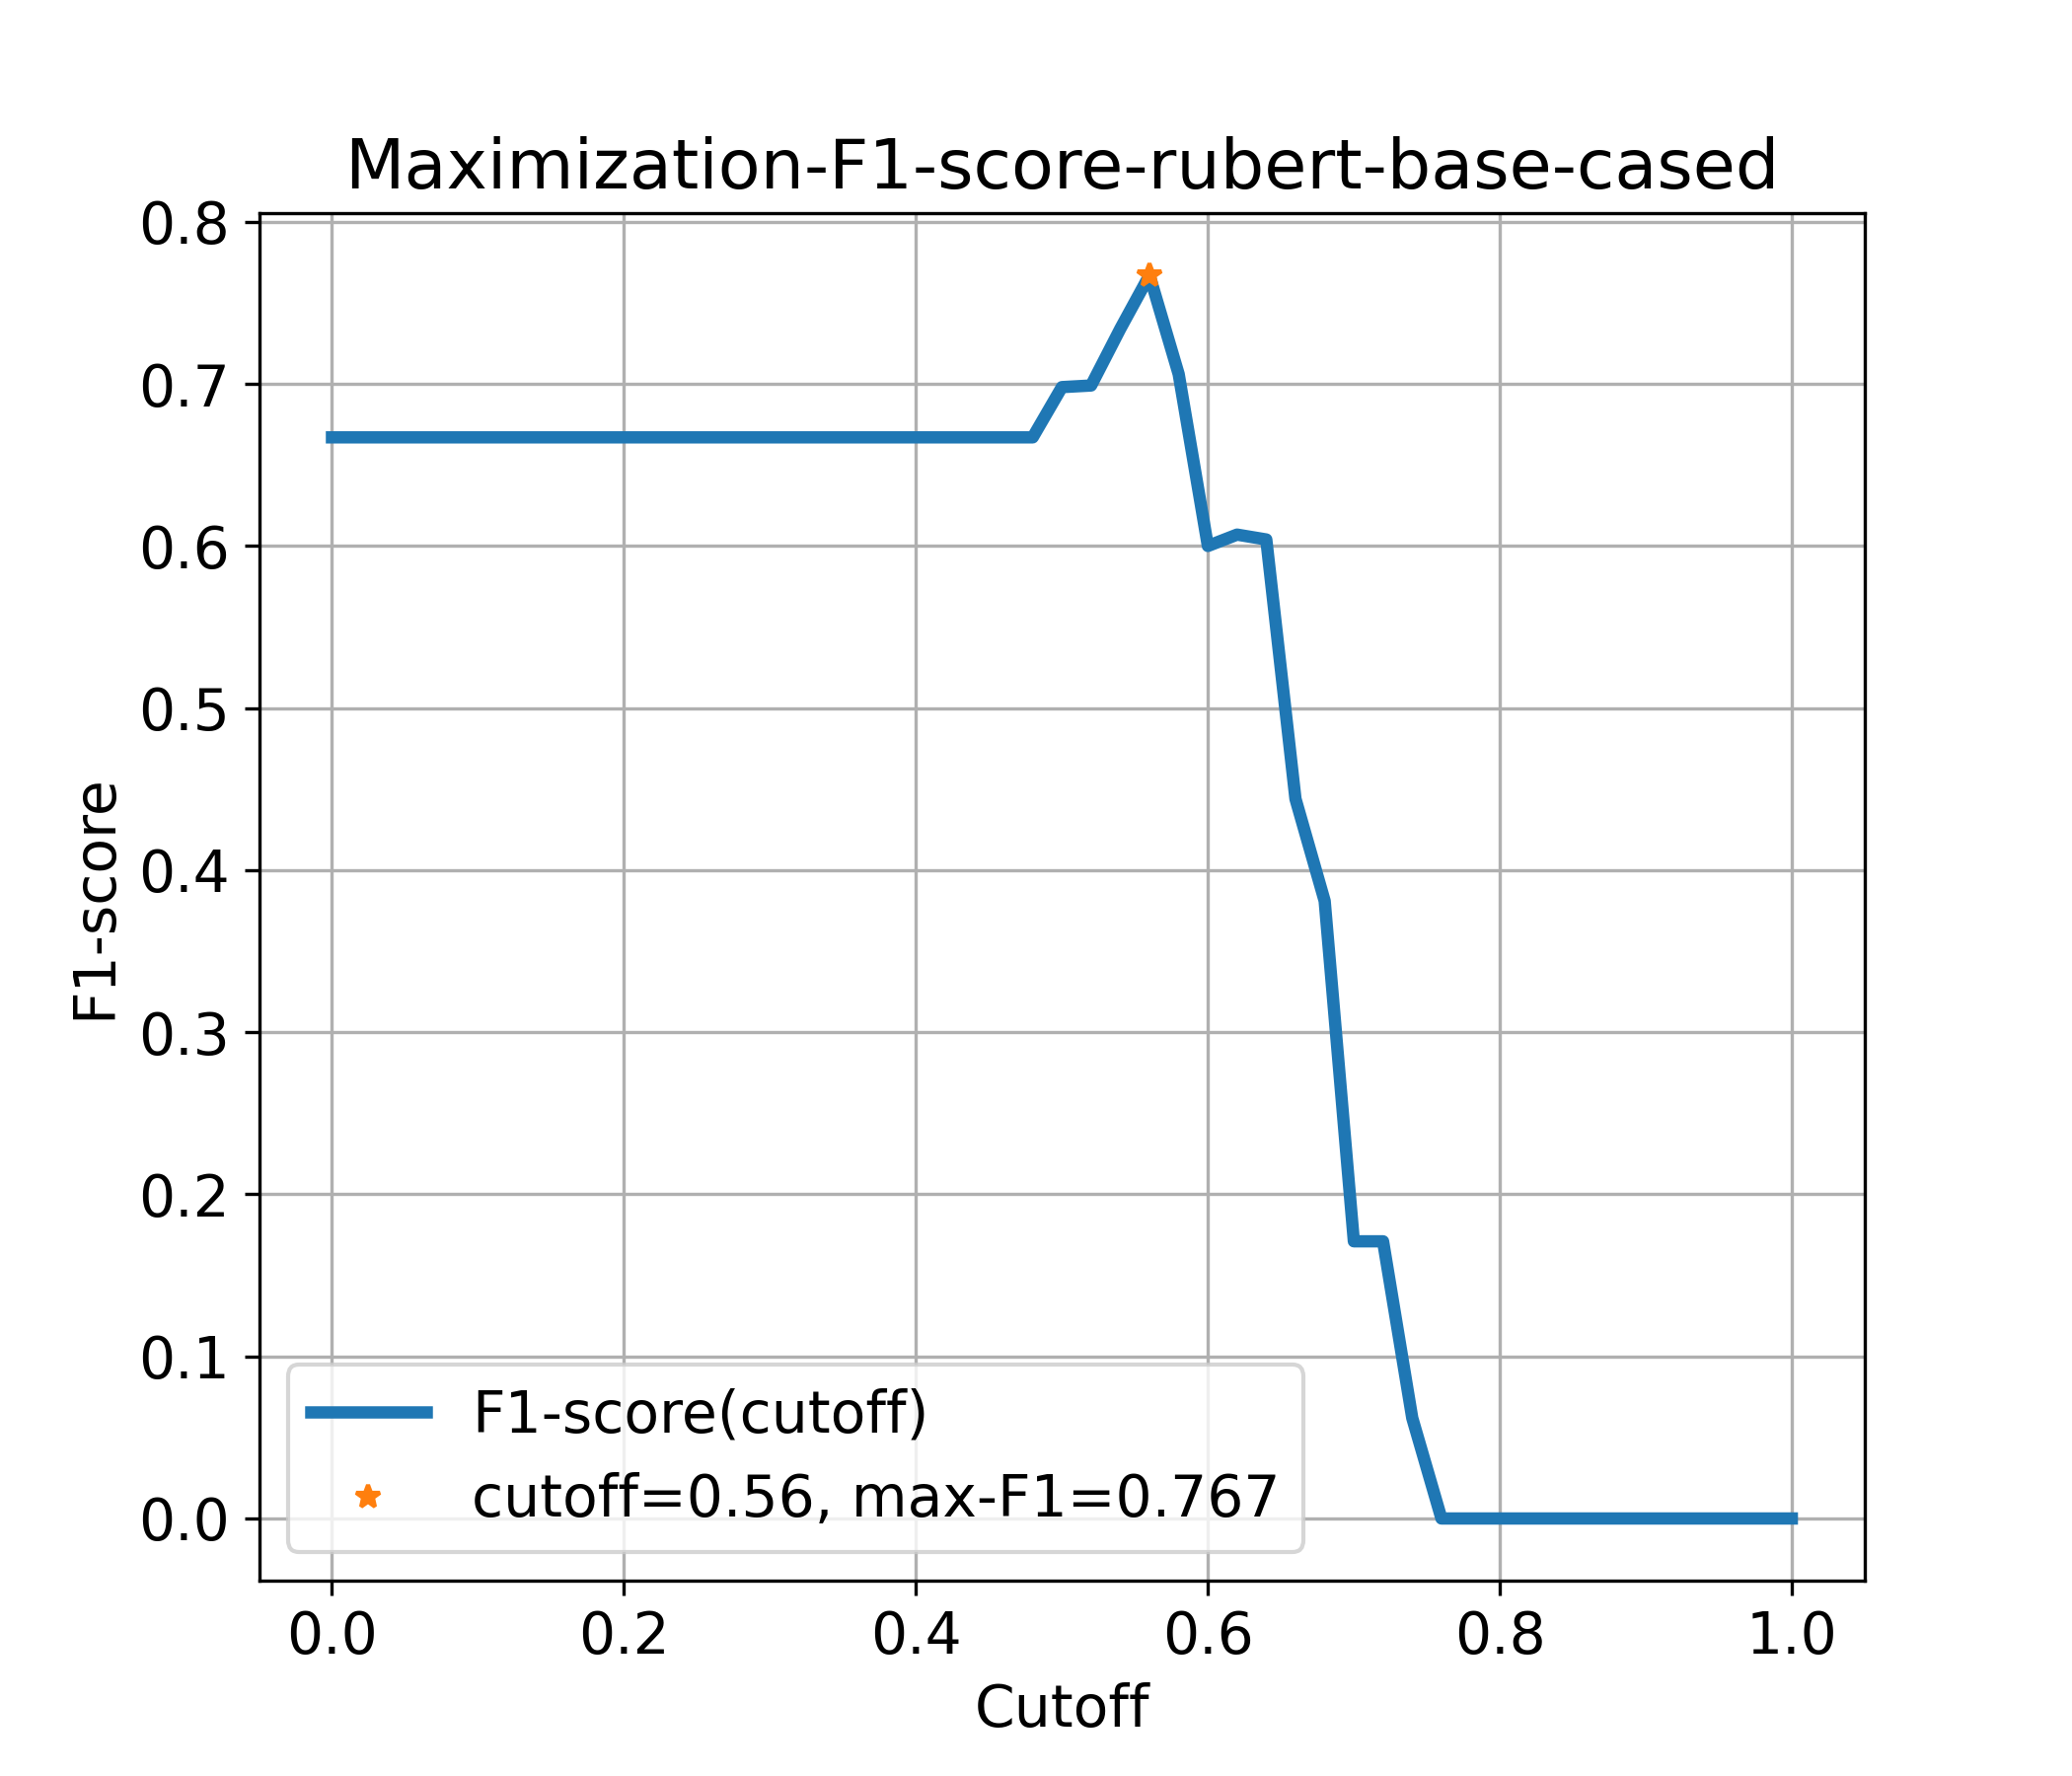 Maximization-F1-score-rubert-base-cased
0.8
0.7
0.6
0.5
0.4
0.3
0.2
0.1
0.0
F1-score
F1-score(cutoff)
cutoff=0.56, max-F1=0.767
0.0 0.2 0.4 0.6 0.8 1.0
Cutoff